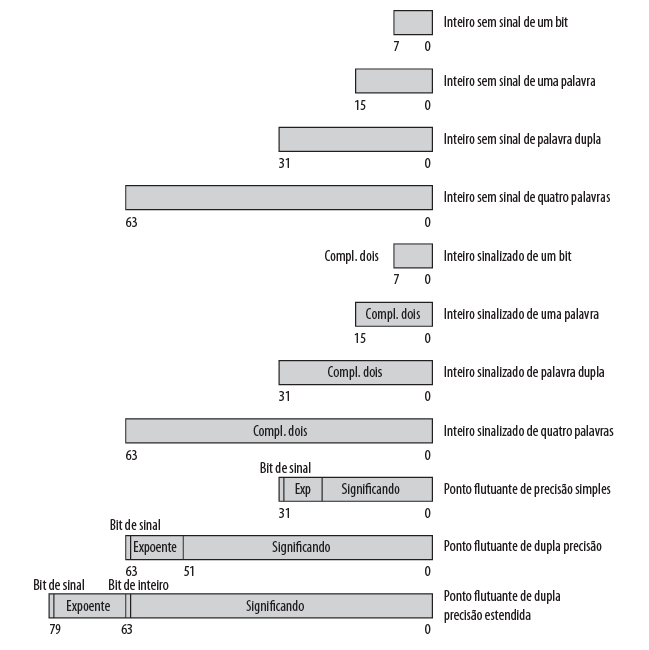 Inteiro sem sinal de um bit
7 0
Inteiro sem sinal de uma palavra
15 0
Inteiro sem sinal de palavra dupla
31 0
Inteiro sem sinal de quatro palavras
63 0
Compl. dois Inteiro sinalizado de um bit
7 0
Compl. dois Inteiro sinalizado de uma palavra
15 0
Compl. dois Inteiro sinalizado de palavra dupla
31 0
Compl. dois Inteiro sinalizado de quatro palavras
63 0
Bit de sinal
Exp Significando Ponto flutuante de precisão simples
31 0
Bit de sinal
Expoente Significando Ponto flutuante de dupla precisão
63 51 0
Bit de sinal Bit de inteiro
Expoente Significando Ponto flutuante de dupla
precisão estendida
79 63 0